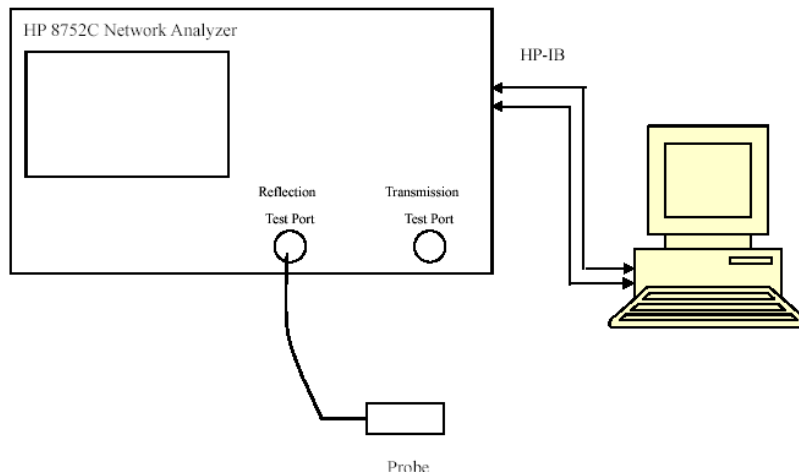 HP 8752C Network Analyzer
HP-IB
Reflection
Test Port
Transmission
Test Port
Probe